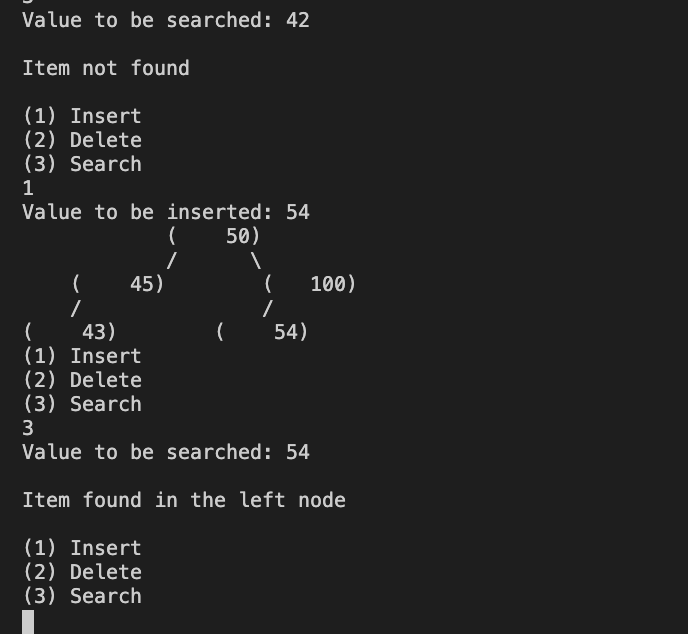 Value to be searched: 42
Item not found
(1) Insert
(2) Delete
(3) Search
1
Value to be inserted: 54
            (    50)
            /      \
    (    45)        (   100)
    /               /
(    43)        (    54)
(1) Insert
(2) Delete
(3) Search
3
Value to be searched: 54
Item found in the left node
(1) Insert
(2) Delete
(3) Search